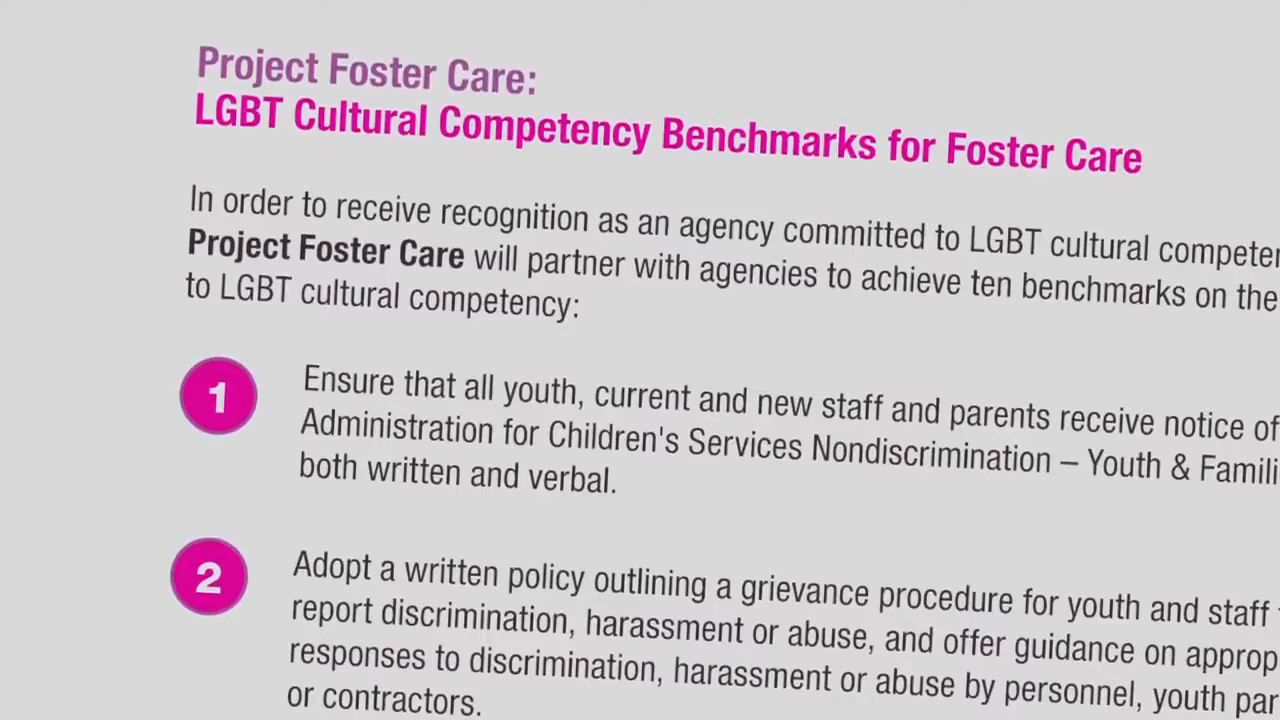 Project Foster Care:
LGBT Cultural Competency Benchmarks for Foster Care
In order to receive recognition as an agency committed to LGBT cultural
Project Foster Care will partner with agencies to achieve ten benchmarks on the
to LGBT cultural competency:
1
Ensure that all youth, current and new staff and parents receive notice of
Administration for Children's Services Nondiscrimination – Youth &
both written and verbal.
2
Adopt a written policy outlining a grievance procedure for youth and staff
report discrimination, harassment or abuse, and offer guidance on
responses to discrimination, harassment or abuse by personnel, youth
or contractors.